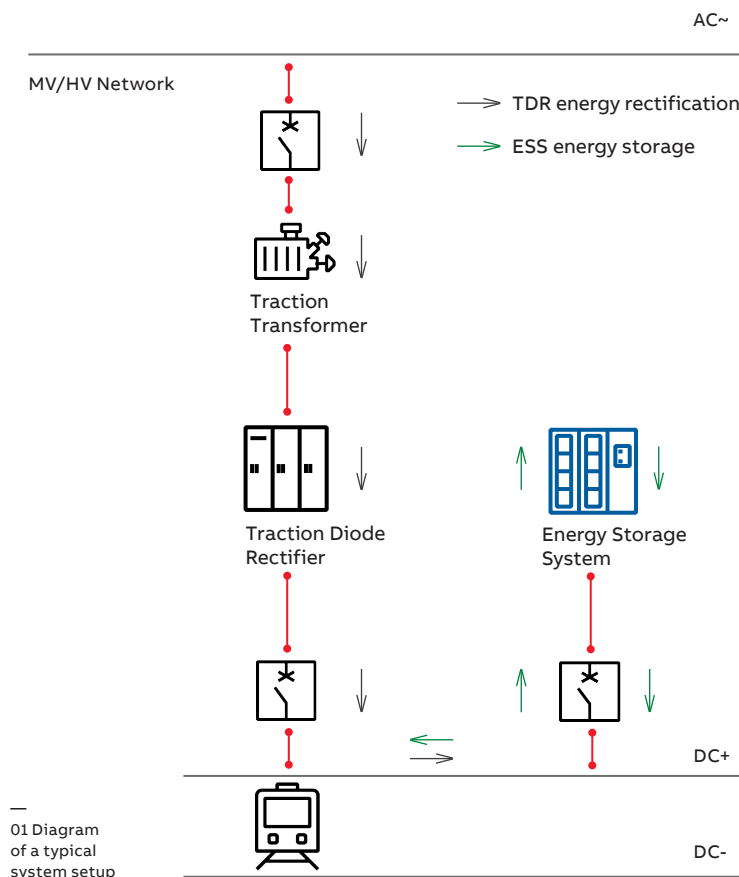 AC~
MV/HV Network
TDR energy rectification
ESS energy storage
Traction
Transformer
Traction Diode
Rectifier
Energy Storage
System
DC+
—
01 Diagram
of a typical
system setup
DC-